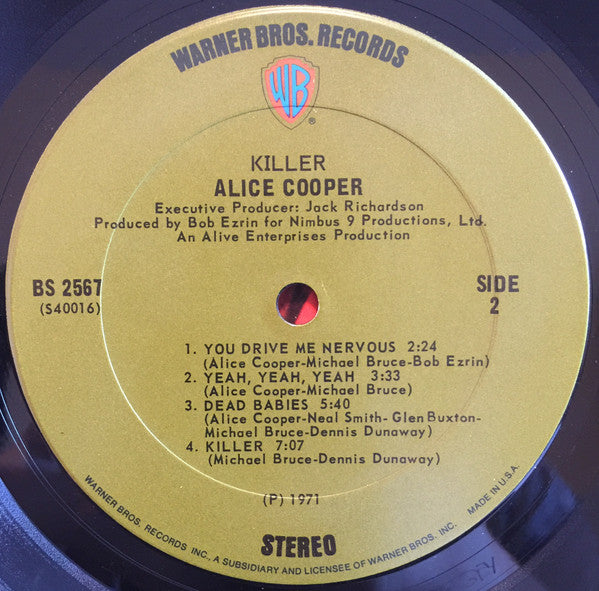 WARNER BROS. RECORDS
WB
®
KILLER
ALICE COOPER
Executive Producer: Jack Richardson
Produced by Bob Ezrin for Nimbus 9 Productions, Ltd.
An Alive Enterprises Production
BS 2567
(S40016)
SIDE
2
1. YOU DRIVE ME NERVOUS 2:24
(Alice Cooper-Michael Bruce-Bob Ezrin)
2. YEAH, YEAH, YEAH 3:33
(Alice Cooper-Michael Bruce)
3. DEAD BABIES 5:40
(Alice Cooper-Neal Smith-Glen Buxton-
Michael Bruce-Dennis Dunaway)
4. KILLER 7:07
(Michael Bruce-Dennis Dunaway)
(P) 1971
STEREO
WARNER BROS. RECORDS INC., A SUBSIDIARY AND LICENSEE OF WARNER BROS. INC. MADE IN U.S.A.